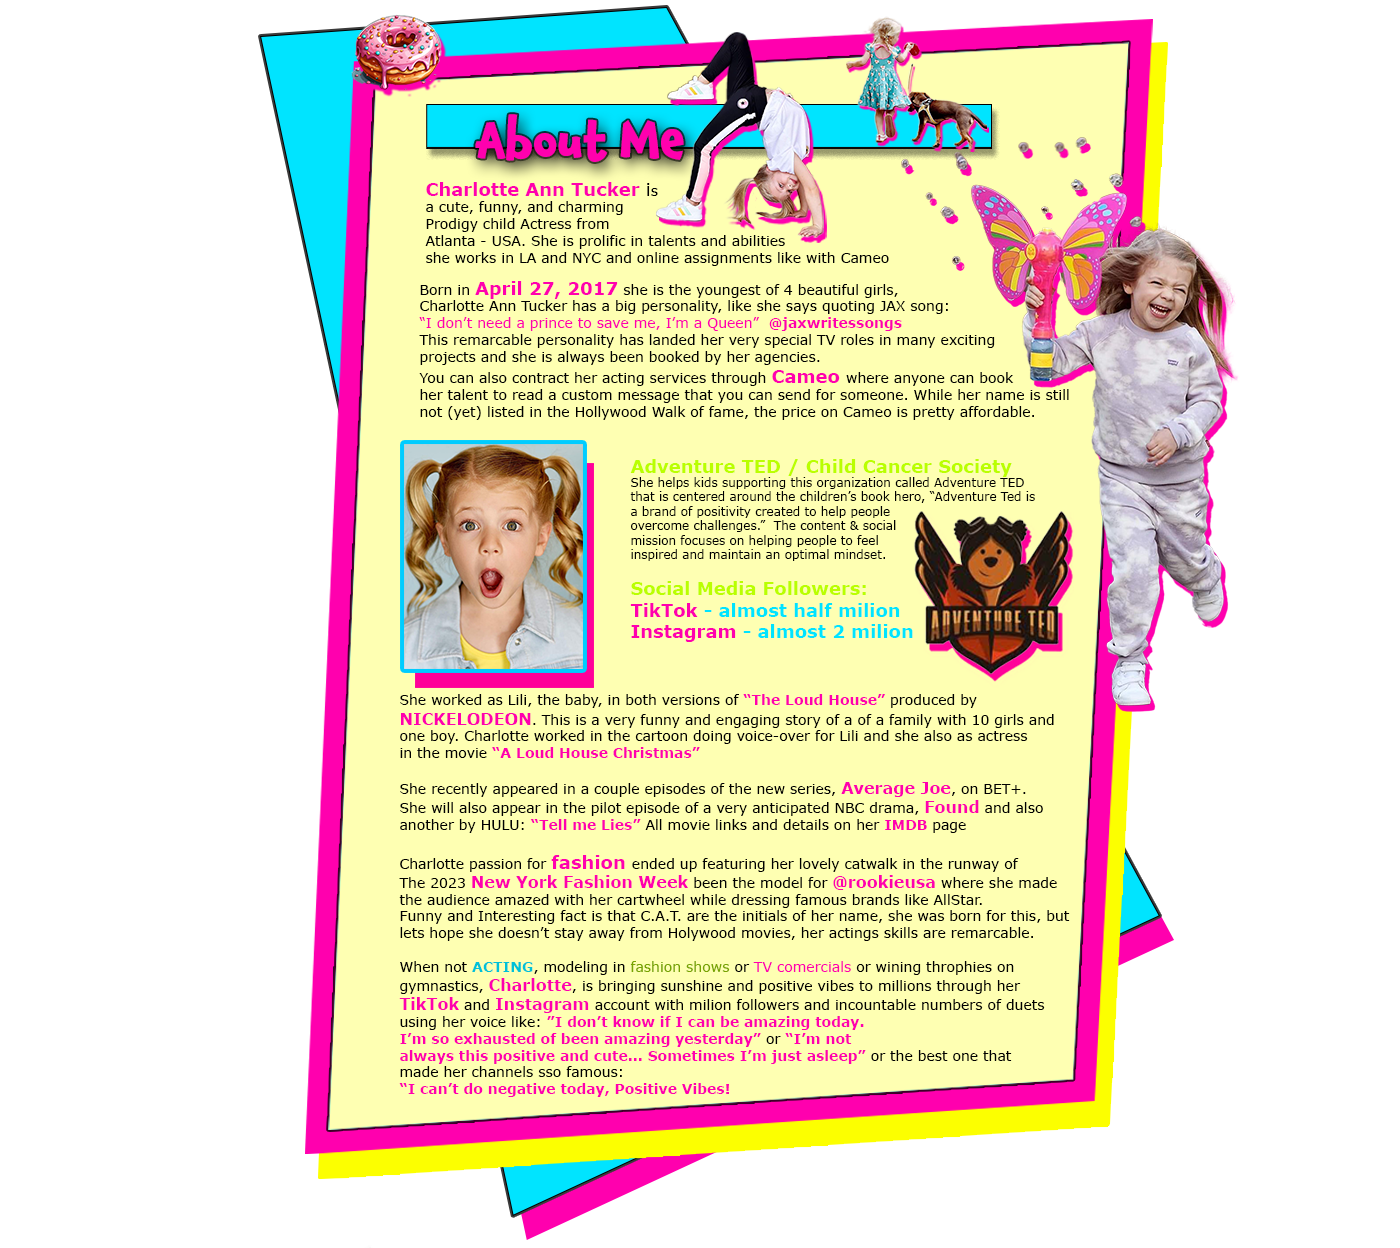 About Me
Charlotte Ann Tucker is
a cute, funny, and charming
Prodigy child Actress from
Atlanta - USA. She is prolific in talents and abilities
she works in LA and NYC and online assignments like with Cameo
Born in April 27, 2017 she is the youngest of 4 beautiful girls,
Charlotte Ann Tucker has a big personality, like she says quoting JAX song:
“I don’t need a prince to save me, I’m a Queen”  @jaxwritessongs
This remarcable personality has landed her very special TV roles in many exciting
projects and she is always been booked by her agencies.
You can also contract her acting services through Cameo where anyone can book
her talent to read a custom message that you can send for someone. While her name is still
not (yet) listed in the Hollywood Walk of fame, the price on Cameo is pretty affordable.
Adventure TED / Child Cancer Society
She helps kids supporting this organization called Adventure TED
that is centered around the children’s book hero, “Adventure Ted is
a brand of positivity created to help people
overcome challenges.”  The content & social
mission focuses on helping people to feel
inspired and maintain an optimal mindset.
ADVENTURE TED
Social Media Followers:
TikTok - almost half milion
Instagram - almost 2 milion
She worked as Lili, the baby, in both versions of “The Loud House” produced by
NICKELODEON. This is a very funny and engaging story of a of a family with 10 girls and
one boy. Charlotte worked in the cartoon doing voice-over for Lili and she also as actress
in the movie “A Loud House Christmas”
She recently appeared in a couple episodes of the new series, Average Joe, on BET+.
She will also appear in the pilot episode of a very anticipated NBC drama, Found and also
another by HULU: “Tell me Lies” All movie links and details on her IMDB page
Charlotte passion for fashion ended up featuring her lovely catwalk in the runway of
The 2023 New York Fashion Week been the model for @rookieusa where she made
the audience amazed with her cartwheel while dressing famous brands like AllStar.
Funny and Interesting fact is that C.A.T. are the initials of her name, she was born for this, but
lets hope she doesn’t stay away from Holywood movies, her actings skills are remarcable.
When not ACTING, modeling in fashion shows or TV comercials or wining throphies on
gymnastics, Charlotte, is bringing sunshine and positive vibes to millions through her
TikTok and Instagram account with milion followers and incountable numbers of duets
using her voice like: ”I don’t know if I can be amazing today.
I’m so exhausted of been amazing yesterday” or “I’m not
always this positive and cute... Sometimes I’m just asleep” or the best one that
made her channels sso famous:
“I can’t do negative today, Positive Vibes!